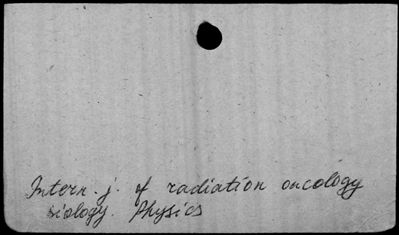 Intern. j. of radiation oncology
biology. Physics